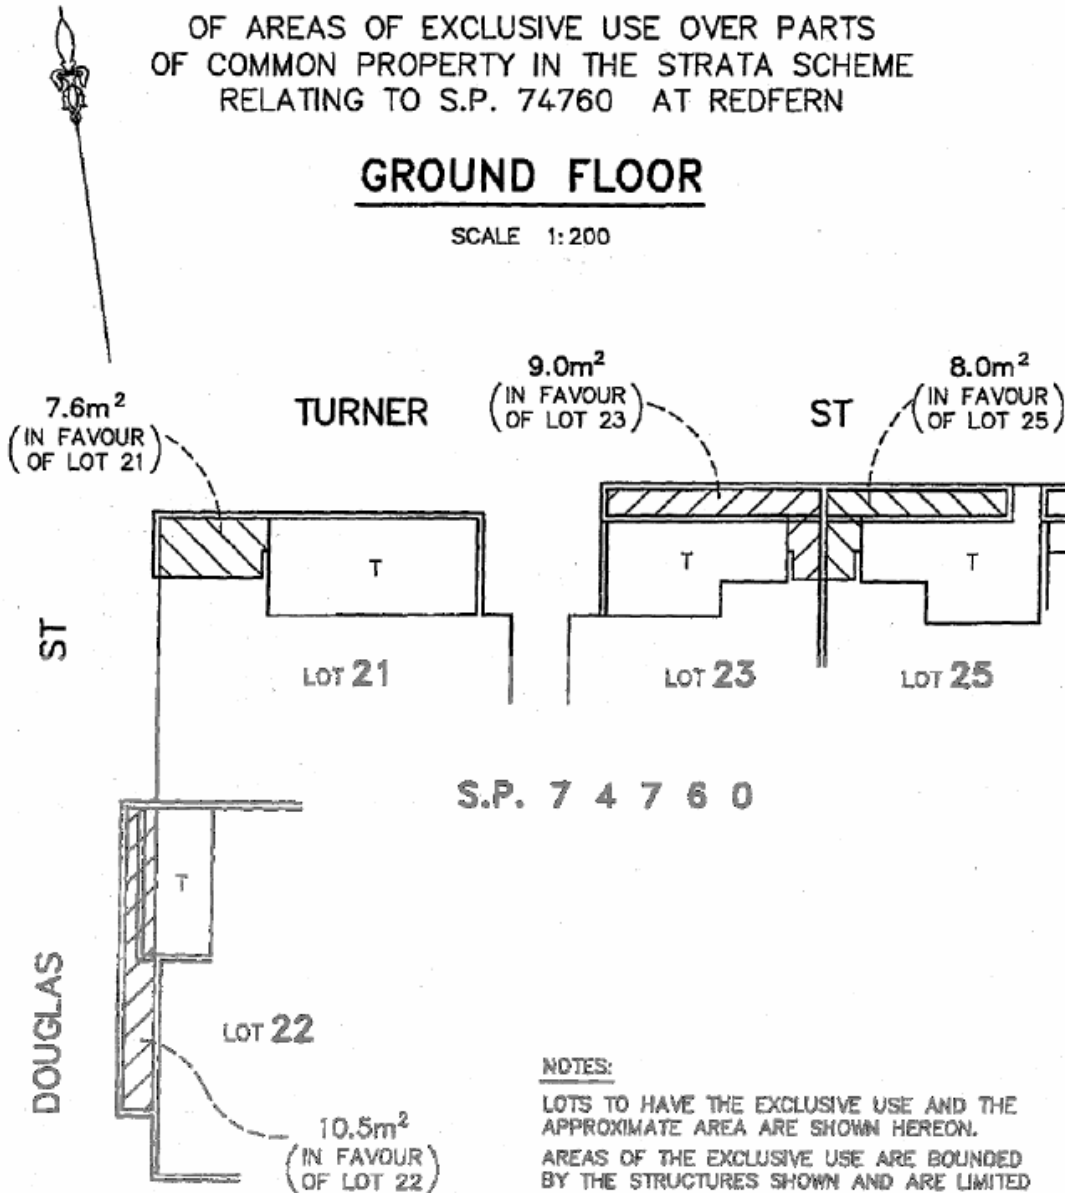 OF AREAS OF EXCLUSIVE USE OVER PARTS
OF COMMON PROPERTY IN THE STRATA SCHEME
RELATING TO S.P. 74760 AT REDFERN
GROUND FLOOR
SCALE 1:200
7.6m²
(IN FAVOUR
OF LOT 21)
TURNER
9.0m²
(IN FAVOUR
OF LOT 23)
ST
8.0m²
(IN FAVOUR
OF LOT 25)
T
T
T
ST
LOT 21
LOT 23
LOT 25
S.P. 74760
T
DOUGLAS
LOT 22
10.5m²
(IN FAVOUR
OF LOT 22)
NOTES:
LOTS TO HAVE THE EXCLUSIVE USE AND THE
APPROXIMATE AREA ARE SHOWN HEREON.
AREAS OF THE EXCLUSIVE USE ARE BOUNDED
BY THE STRUCTURES SHOWN AND ARE LIMITED